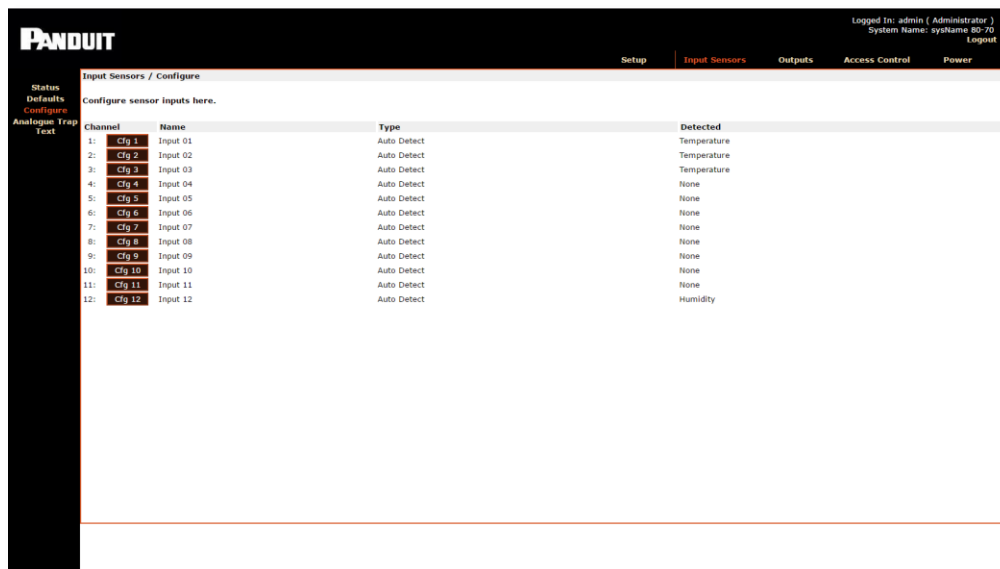 PANDUIT
Logged In: admin ( Administrator )
System Name: sysName 80-70
Logout
Setup Input Sensors Outputs Access Control Power
Status
Defaults
Configure
Analogue Trap
Text
Input Sensors / Configure
Configure sensor inputs here.
Channel Name Type Detected
1: Cfg 1 Input 01 Auto Detect Temperature
2: Cfg 2 Input 02 Auto Detect Temperature
3: Cfg 3 Input 03 Auto Detect Temperature
4: Cfg 4 Input 04 Auto Detect None
5: Cfg 5 Input 05 Auto Detect None
6: Cfg 6 Input 06 Auto Detect None
7: Cfg 7 Input 07 Auto Detect None
8: Cfg 8 Input 08 Auto Detect None
9: Cfg 9 Input 09 Auto Detect None
10: Cfg 10 Input 10 Auto Detect None
11: Cfg 11 Input 11 Auto Detect None
12: Cfg 12 Input 12 Auto Detect Humidity